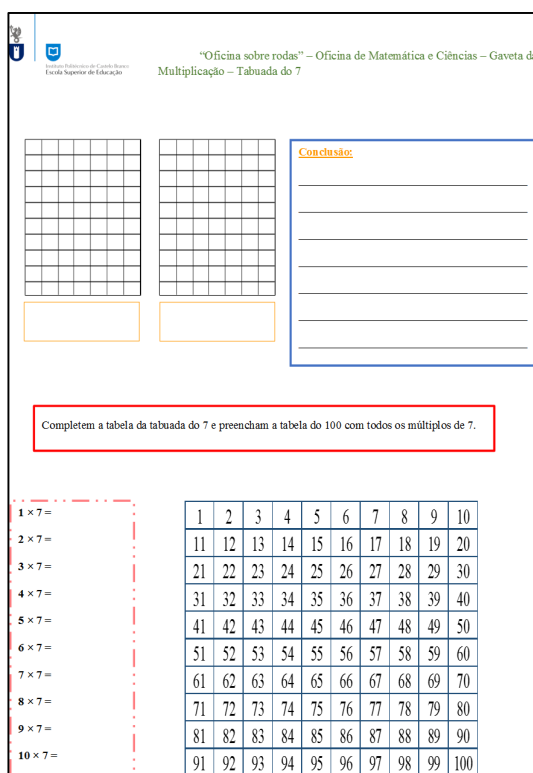 Instituto Politécnico de Castelo Branco
Escola Superior de Educação
“Oficina sobre rodas” – Oficina de Matemática e Ciências – Gaveta da
Multiplicação – Tabuada do 7
Conclusão:
Completem a tabela da tabuada do 7 e preencham a tabela do 100 com todos os múltiplos de 7.
1 × 7 =
2 × 7 =
3 × 7 =
4 × 7 =
5 × 7 =
6 × 7 =
7 × 7 =
8 × 7 =
9 × 7 =
10 × 7 =
1 2 3 4 5 6 7 8 9 10
11 12 13 14 15 16 17 18 19 20
21 22 23 24 25 26 27 28 29 30
31 32 33 34 35 36 37 38 39 40
41 42 43 44 45 46 47 48 49 50
51 52 53 54 55 56 57 58 59 60
61 62 63 64 65 66 67 68 69 70
71 72 73 74 75 76 77 78 79 80
81 82 83 84 85 86 87 88 89 90
91 92 93 94 95 96 97 98 99 100